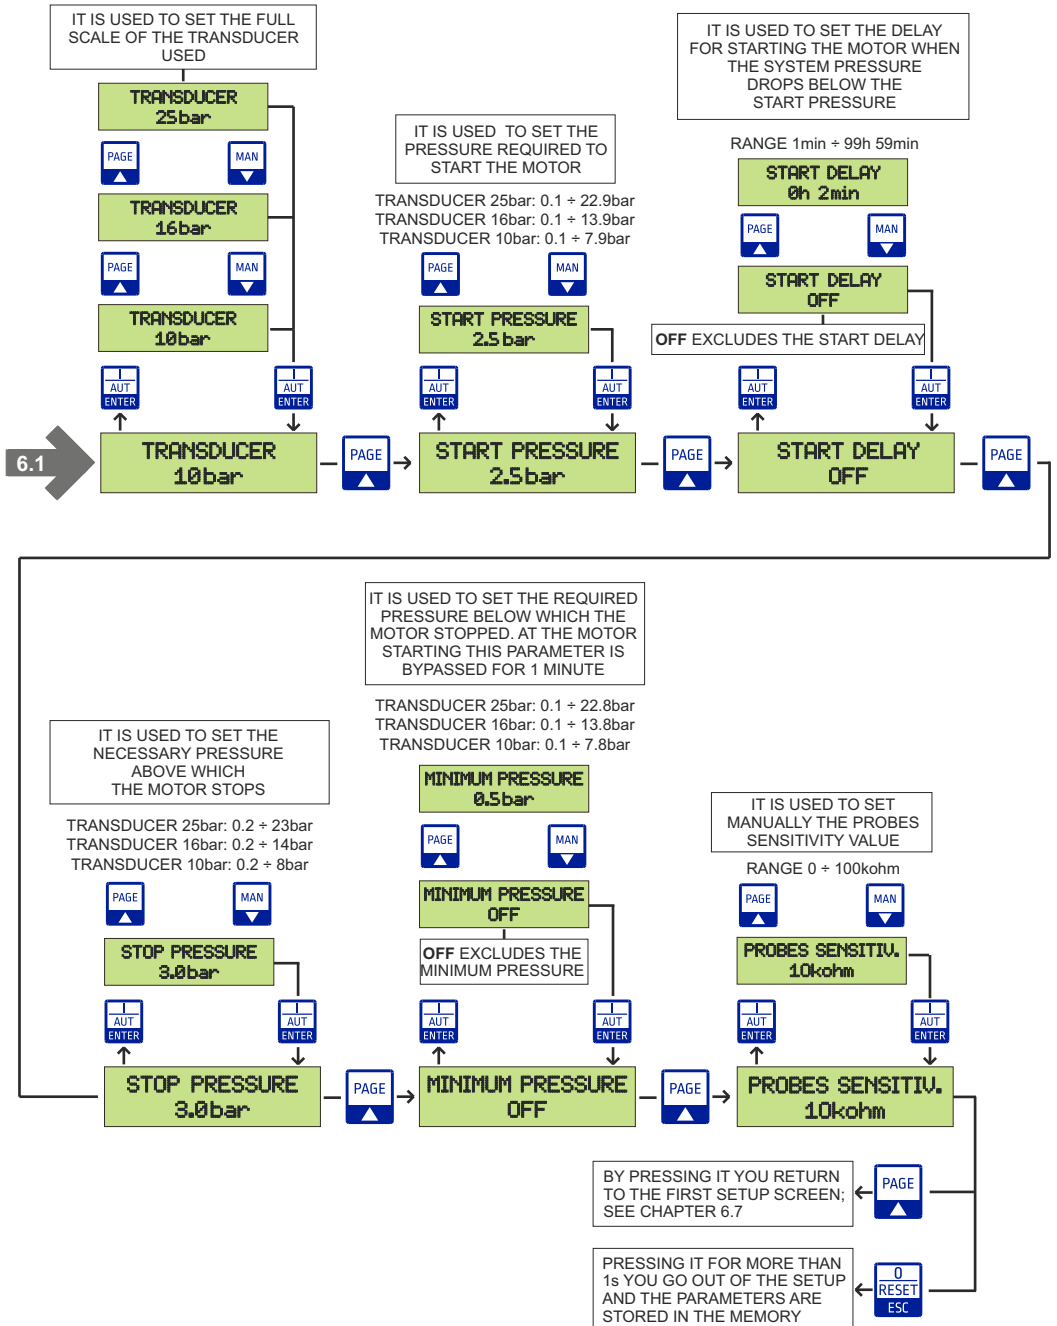 IT IS USED TO SET THE FULL
SCALE OF THE TRANSDUCER
USED
TRANSDUCER
25bar
PAGE
MAN
TRANSDUCER
16bar
PAGE
MAN
TRANSDUCER
10bar
I
AUT
ENTER
I
AUT
ENTER
6.1
TRANSDUCER
10bar
PAGE
IT IS USED TO SET THE
PRESSURE REQUIRED TO
START THE MOTOR
TRANSDUCER 25bar: 0.1 ÷ 22.9bar
TRANSDUCER 16bar: 0.1 ÷ 13.9bar
TRANSDUCER 10bar: 0.1 ÷ 7.9bar
PAGE
MAN
START PRESSURE
2.5bar
I
AUT
ENTER
I
AUT
ENTER
START PRESSURE
2.5bar
PAGE
IT IS USED TO SET THE DELAY
FOR STARTING THE MOTOR WHEN
THE SYSTEM PRESSURE
DROPS BELOW THE
START PRESSURE
RANGE 1min ÷ 99h 59min
START DELAY
0h 2min
PAGE
MAN
START DELAY
OFF
OFF EXCLUDES THE START DELAY
I
AUT
ENTER
I
AUT
ENTER
START DELAY
OFF
PAGE
IT IS USED TO SET THE
NECESSARY PRESSURE
ABOVE WHICH
THE MOTOR STOPS
TRANSDUCER 25bar: 0.2 ÷ 23bar
TRANSDUCER 16bar: 0.2 ÷ 14bar
TRANSDUCER 10bar: 0.2 ÷ 8bar
PAGE
MAN
STOP PRESSURE
3.0bar
I
AUT
ENTER
I
AUT
ENTER
STOP PRESSURE
3.0bar
PAGE
IT IS USED TO SET THE REQUIRED
PRESSURE BELOW WHICH THE
MOTOR STOPPED. AT THE MOTOR
STARTING THIS PARAMETER IS
BYPASSED FOR 1 MINUTE
TRANSDUCER 25bar: 0.1 ÷ 22.8bar
TRANSDUCER 16bar: 0.1 ÷ 13.8bar
TRANSDUCER 10bar: 0.1 ÷ 7.8bar
MINIMUM PRESSURE
0.5bar
PAGE
MAN
MINIMUM PRESSURE
OFF
OFF EXCLUDES THE
MINIMUM PRESSURE
I
AUT
ENTER
I
AUT
ENTER
MINIMUM PRESSURE
OFF
PAGE
IT IS USED TO SET
MANUALLY THE PROBES
SENSITIVITY VALUE
RANGE 0 ÷ 100kohm
PAGE
MAN
PROBES SENSITIV.
10kohm
I
AUT
ENTER
I
AUT
ENTER
PROBES SENSITIV.
10kohm
BY PRESSING IT YOU RETURN
TO THE FIRST SETUP SCREEN;
SEE CHAPTER 6.7
PAGE
PRESSING IT FOR MORE THAN
1s YOU GO OUT OF THE SETUP
AND THE PARAMETERS ARE
STORED IN THE MEMORY
0
RESET
ESC